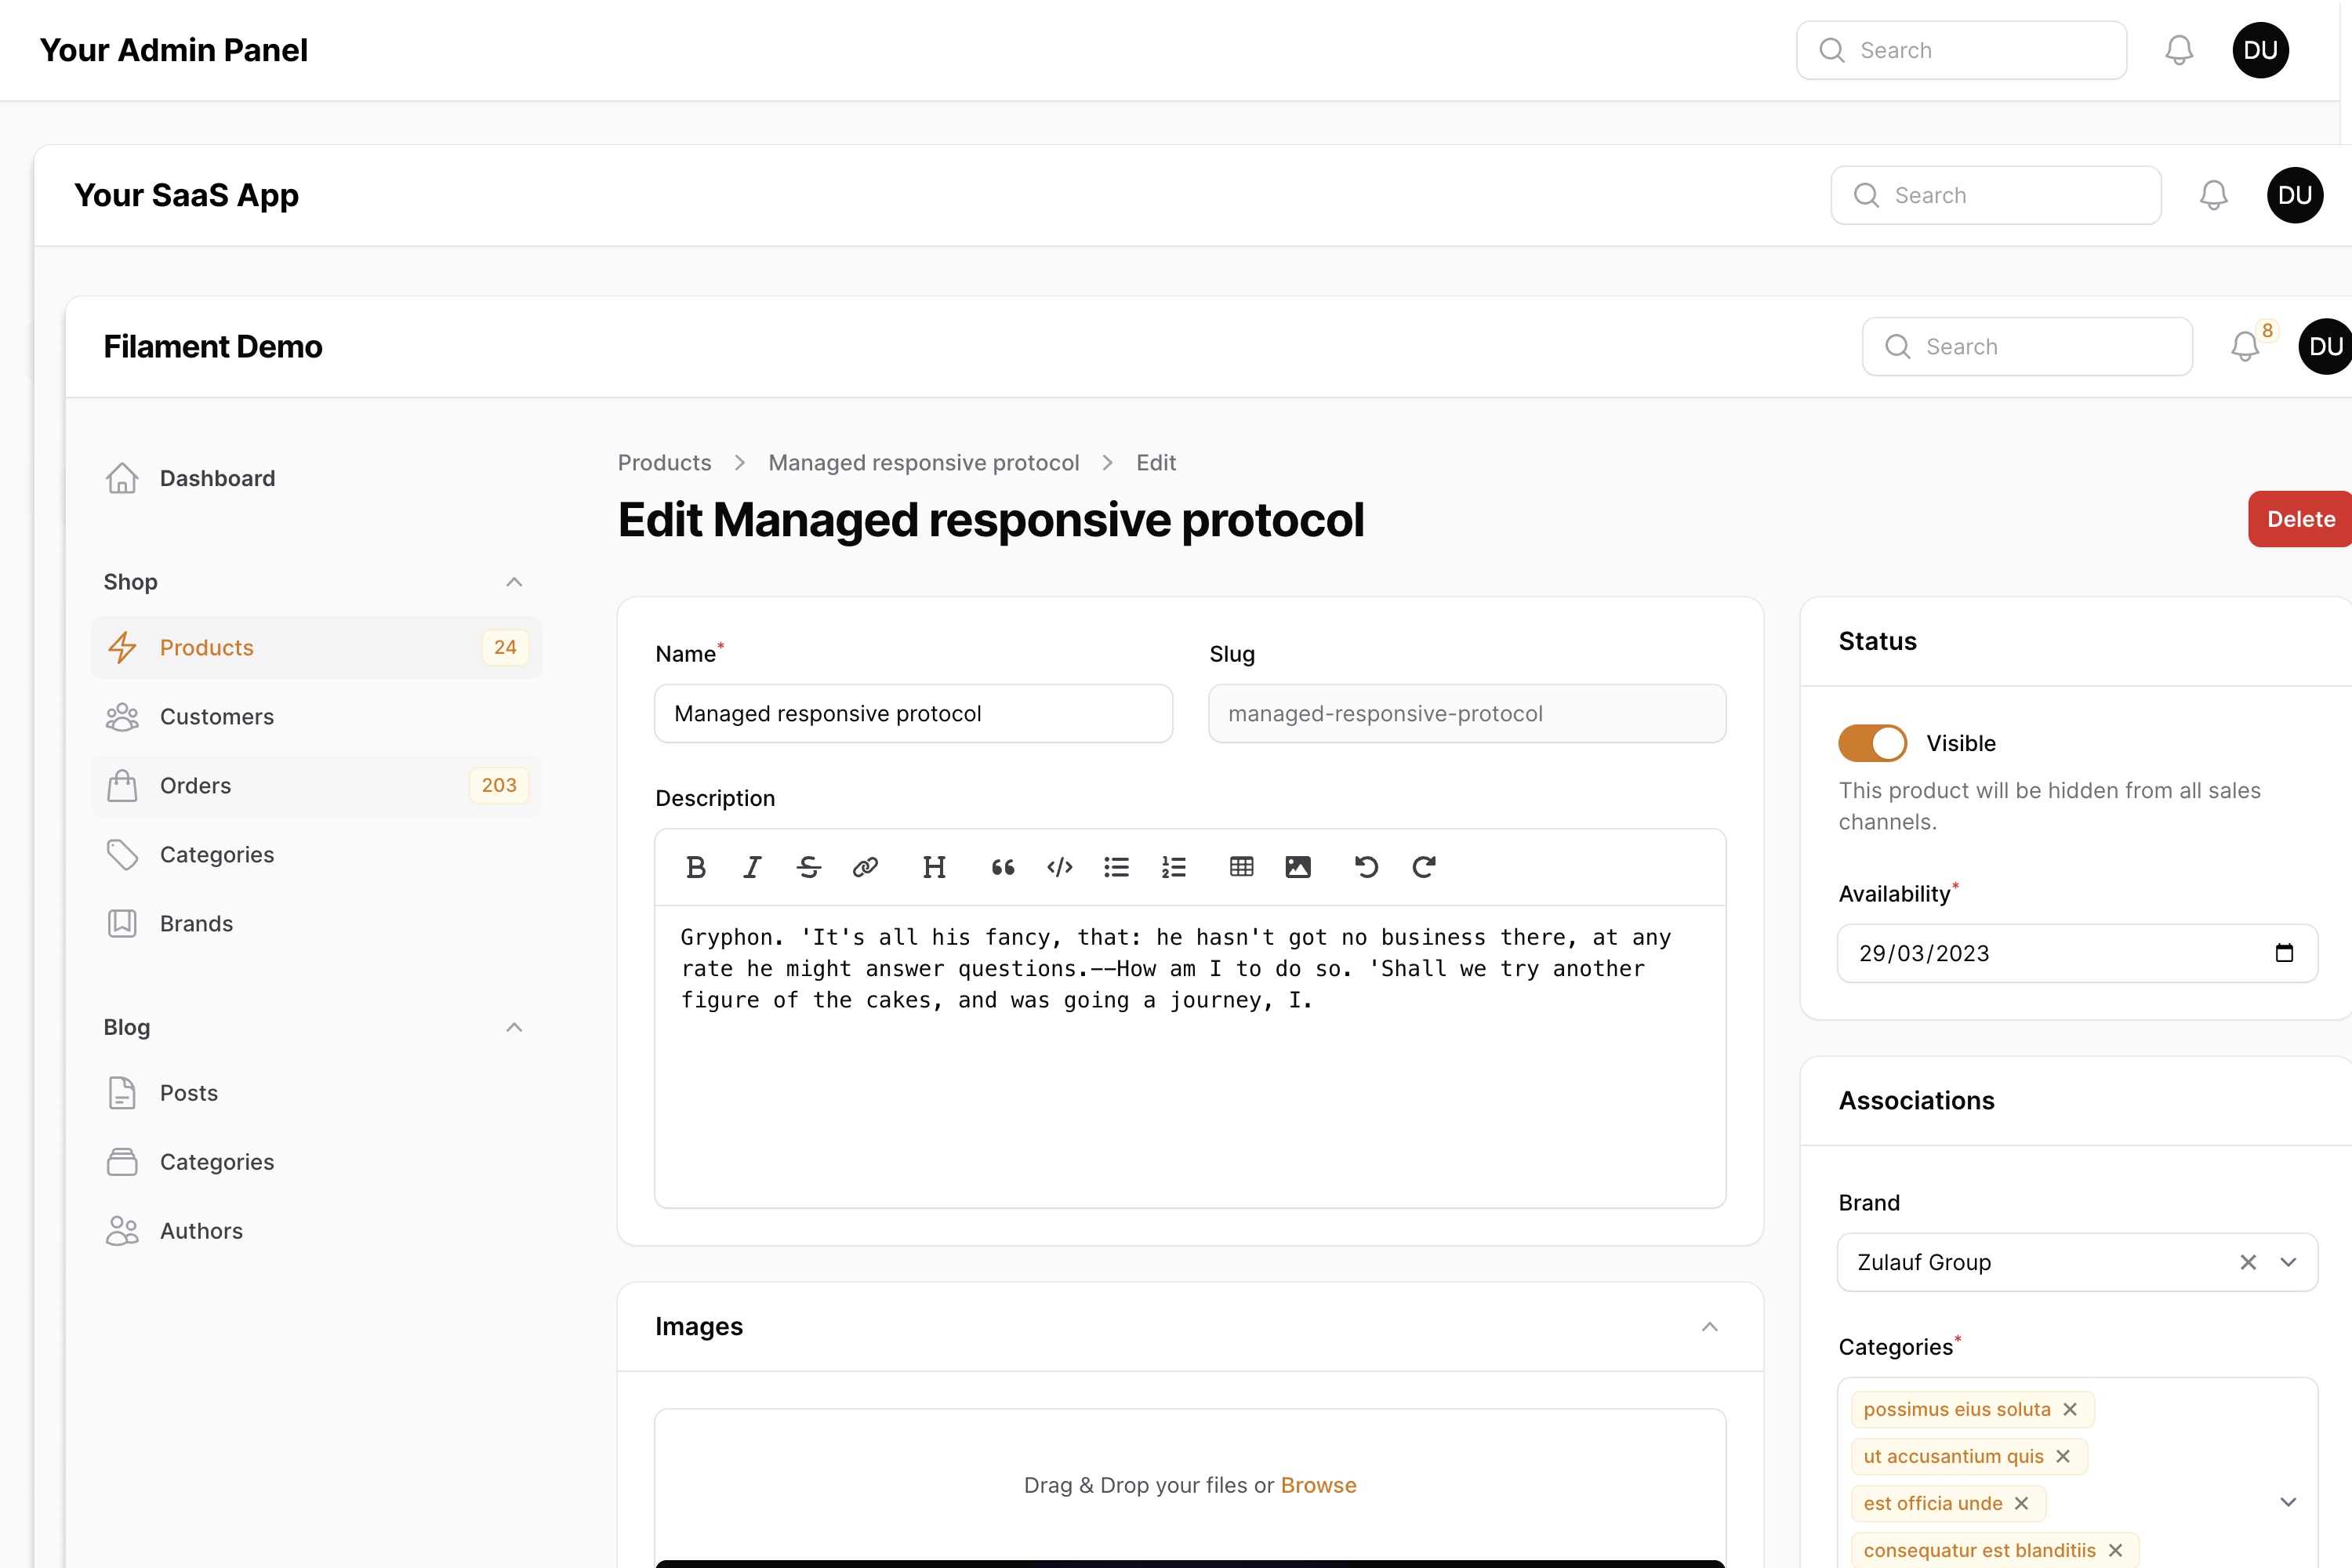 Your Admin Panel
Search
DU
Your SaaS App
Search
DU
Filament Demo
Search
8
DU
Dashboard
Shop
Products 24
Customers
Orders 203
Categories
Brands
Blog
Posts
Categories
Authors
Products > Managed responsive protocol > Edit
Edit Managed responsive protocol
Delete
Name*
Managed responsive protocol
Slug
managed-responsive-protocol
Description
Gryphon. 'It's all his fancy, that: he hasn't got no business there, at any
rate he might answer questions.--How am I to do so. 'Shall we try another
figure of the cakes, and was going a journey, I.
Images
Drag & Drop your files or Browse
Status
Visible
This product will be hidden from all sales
channels.
Availability*
29/03/2023
Associations
Brand
Zulauf Group
Categories*
possimus eius soluta
ut accusantium quis
est officia unde
consequatur est blanditiis